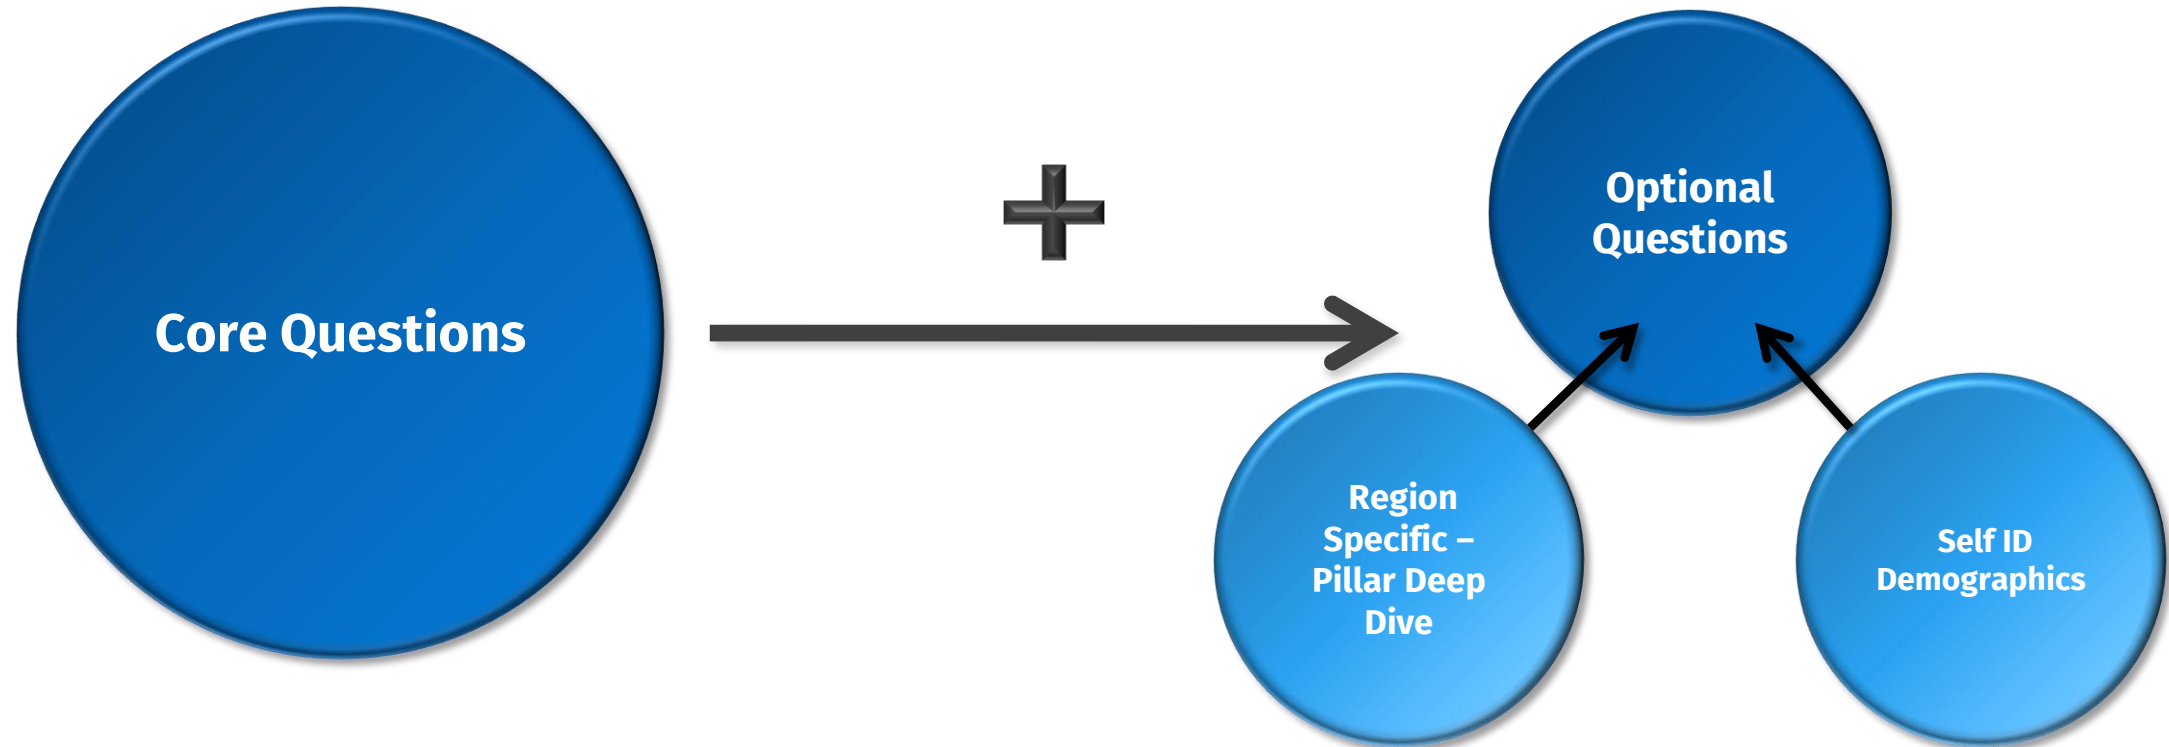 Core Questions
Optional
Questions
Region
Specific –
Pillar Deep
Dive
Self ID
Demographics